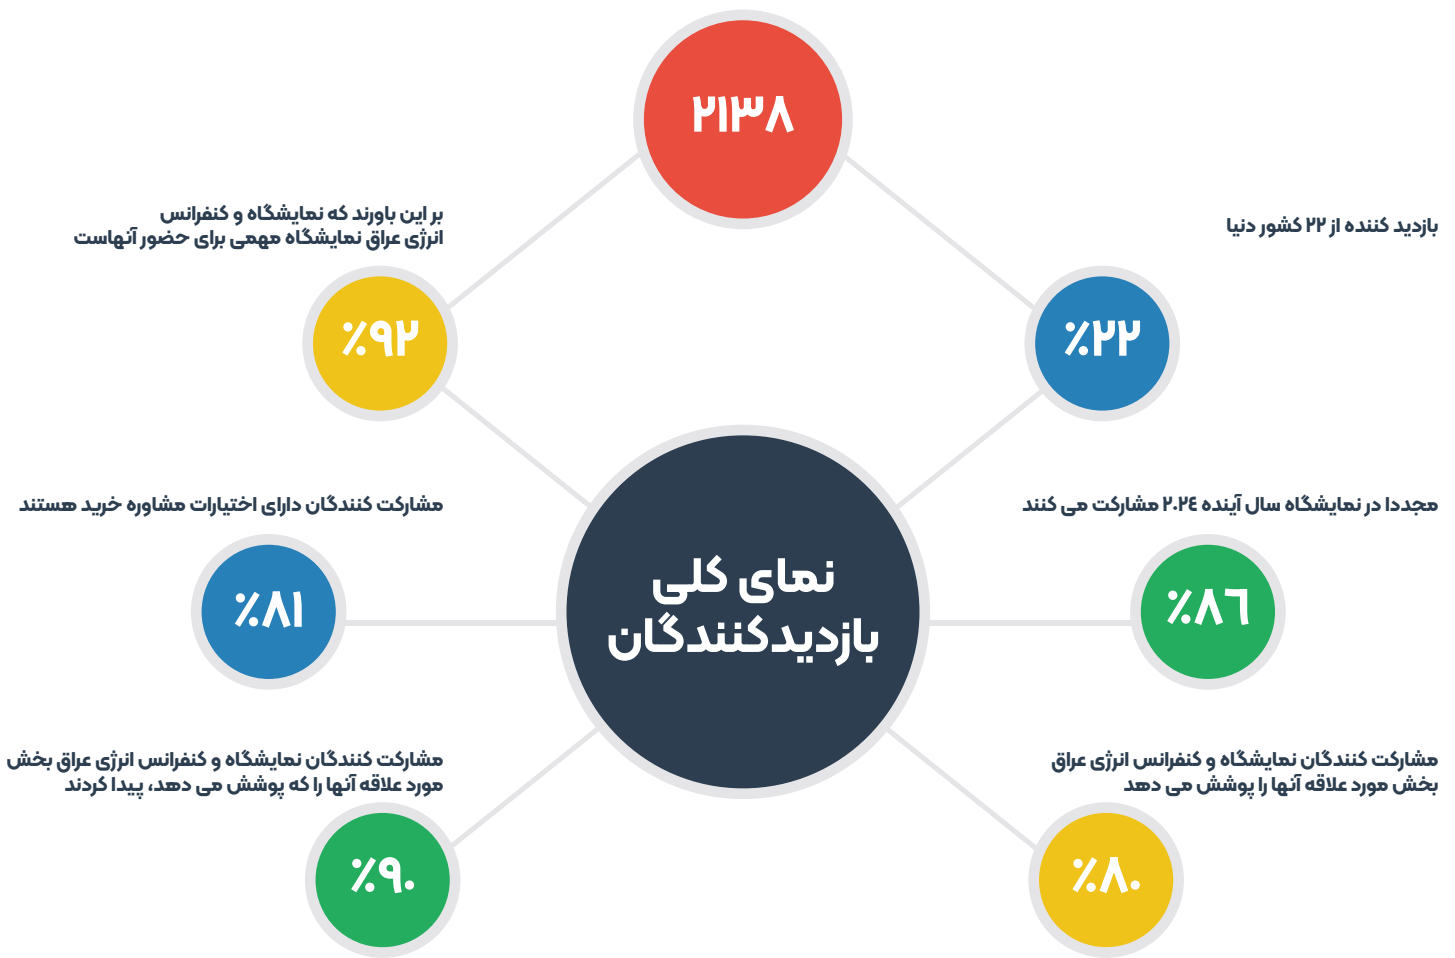 ۲۱۳۸
بازدید کننده از ۲۲ کشور دنیا
٪۲۲
بر این باورند که نمایشگاه و کنفرانس
انرژی عراق نمایشگاه مهمی برای حضور آنهاست
٪۹۲
نمای کلی
بازدیدکنندگان
مجددا در نمایشگاه سال آینده ۲۰۲٤ مشارکت می کنند
٪۸٦
مشارکت کنندگان دارای اختیارات مشاوره خرید هستند
٪۸۱
مشارکت کنندگان نمایشگاه و کنفرانس انرژی عراق
بخش مورد علاقه آنها را پوشش می دهد
٪۸۰
مشارکت کنندگان نمایشگاه و کنفرانس انرژی عراق بخش
مورد علاقه آنها را که پوشش می دهد، پیدا کردند
٪۹۰